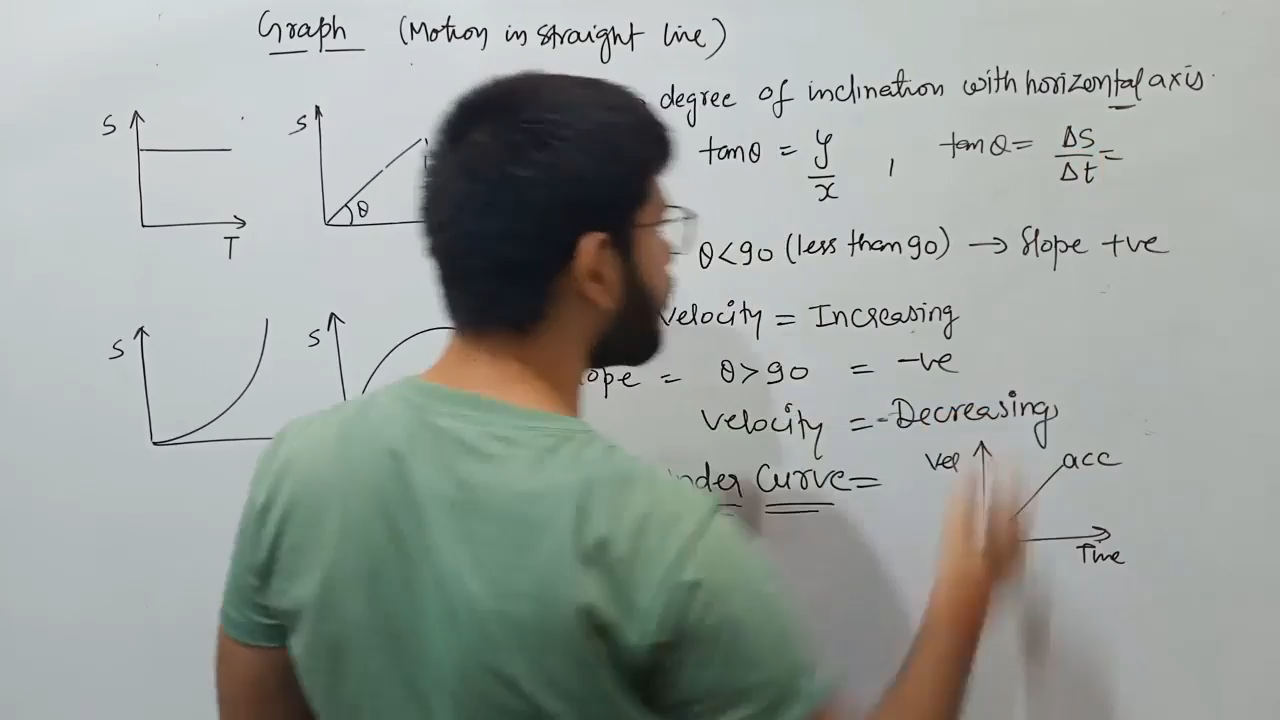 Graph (Motion in straight line)
degree of inclination with horizontal axis.
tanθ = y/x , tanθ = ΔS/Δt =
θ<90 (less than 90) → Slope +ve
velocity = Increasing
= θ>90 = -ve
velocity = -Decreasing
Curve=
S
T
S
θ
S
S
Vel
acc
Time